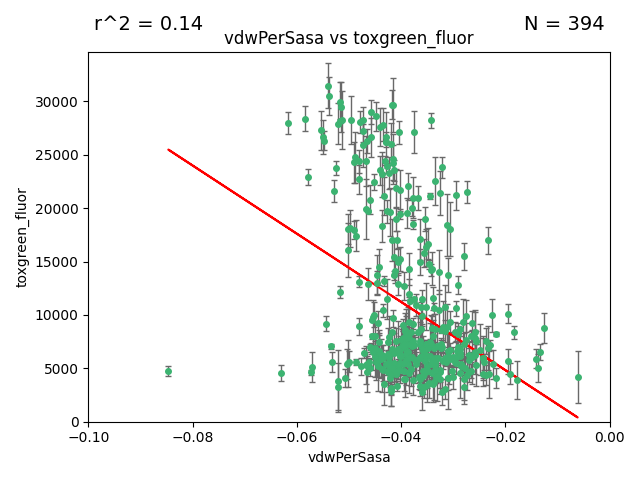 r^2 = 0.14
N = 394
vdwPerSasa vs toxgreen_fluor
toxgreen_fluor
30000
25000
20000
15000
10000
5000
0
−0.10
−0.08
−0.06
−0.04
−0.02
0.00
vdwPerSasa